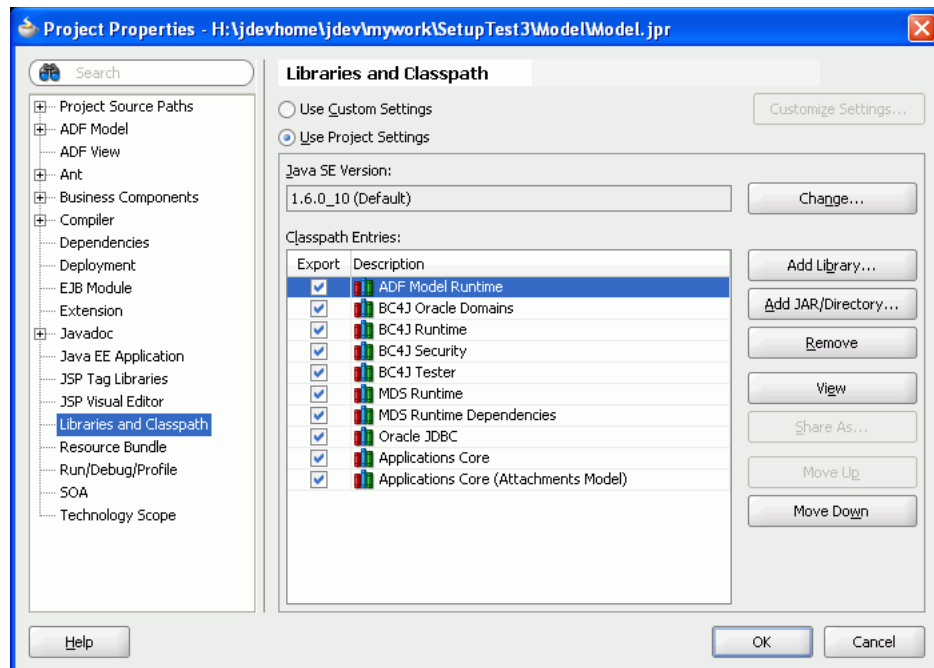 Project Properties - H:\jdevhome\jdev\mywork\SetupTest3\Model\Model.jpr
Search
Project Source Paths
ADF Model
ADF View
Ant
Business Components
Compiler
Dependencies
Deployment
EJB Module
Extension
Javadoc
Java EE Application
JSP Tag Libraries
JSP Visual Editor
Libraries and Classpath
Resource Bundle
Run/Debug/Profile
SOA
Technology Scope
Libraries and Classpath
Use Custom Settings
Customize Settings...
Use Project Settings
Java SE Version:
1.6.0_10 (Default)
Change...
Classpath Entries:
Export Description
ADF Model Runtime
BC4J Oracle Domains
BC4J Runtime
BC4J Security
BC4J Tester
MDS Runtime
MDS Runtime Dependencies
Oracle JDBC
Applications Core
Applications Core (Attachments Model)
Add Library...
Add JAR/Directory...
Remove
View
Share As...
Move Up
Move Down
Help
OK
Cancel